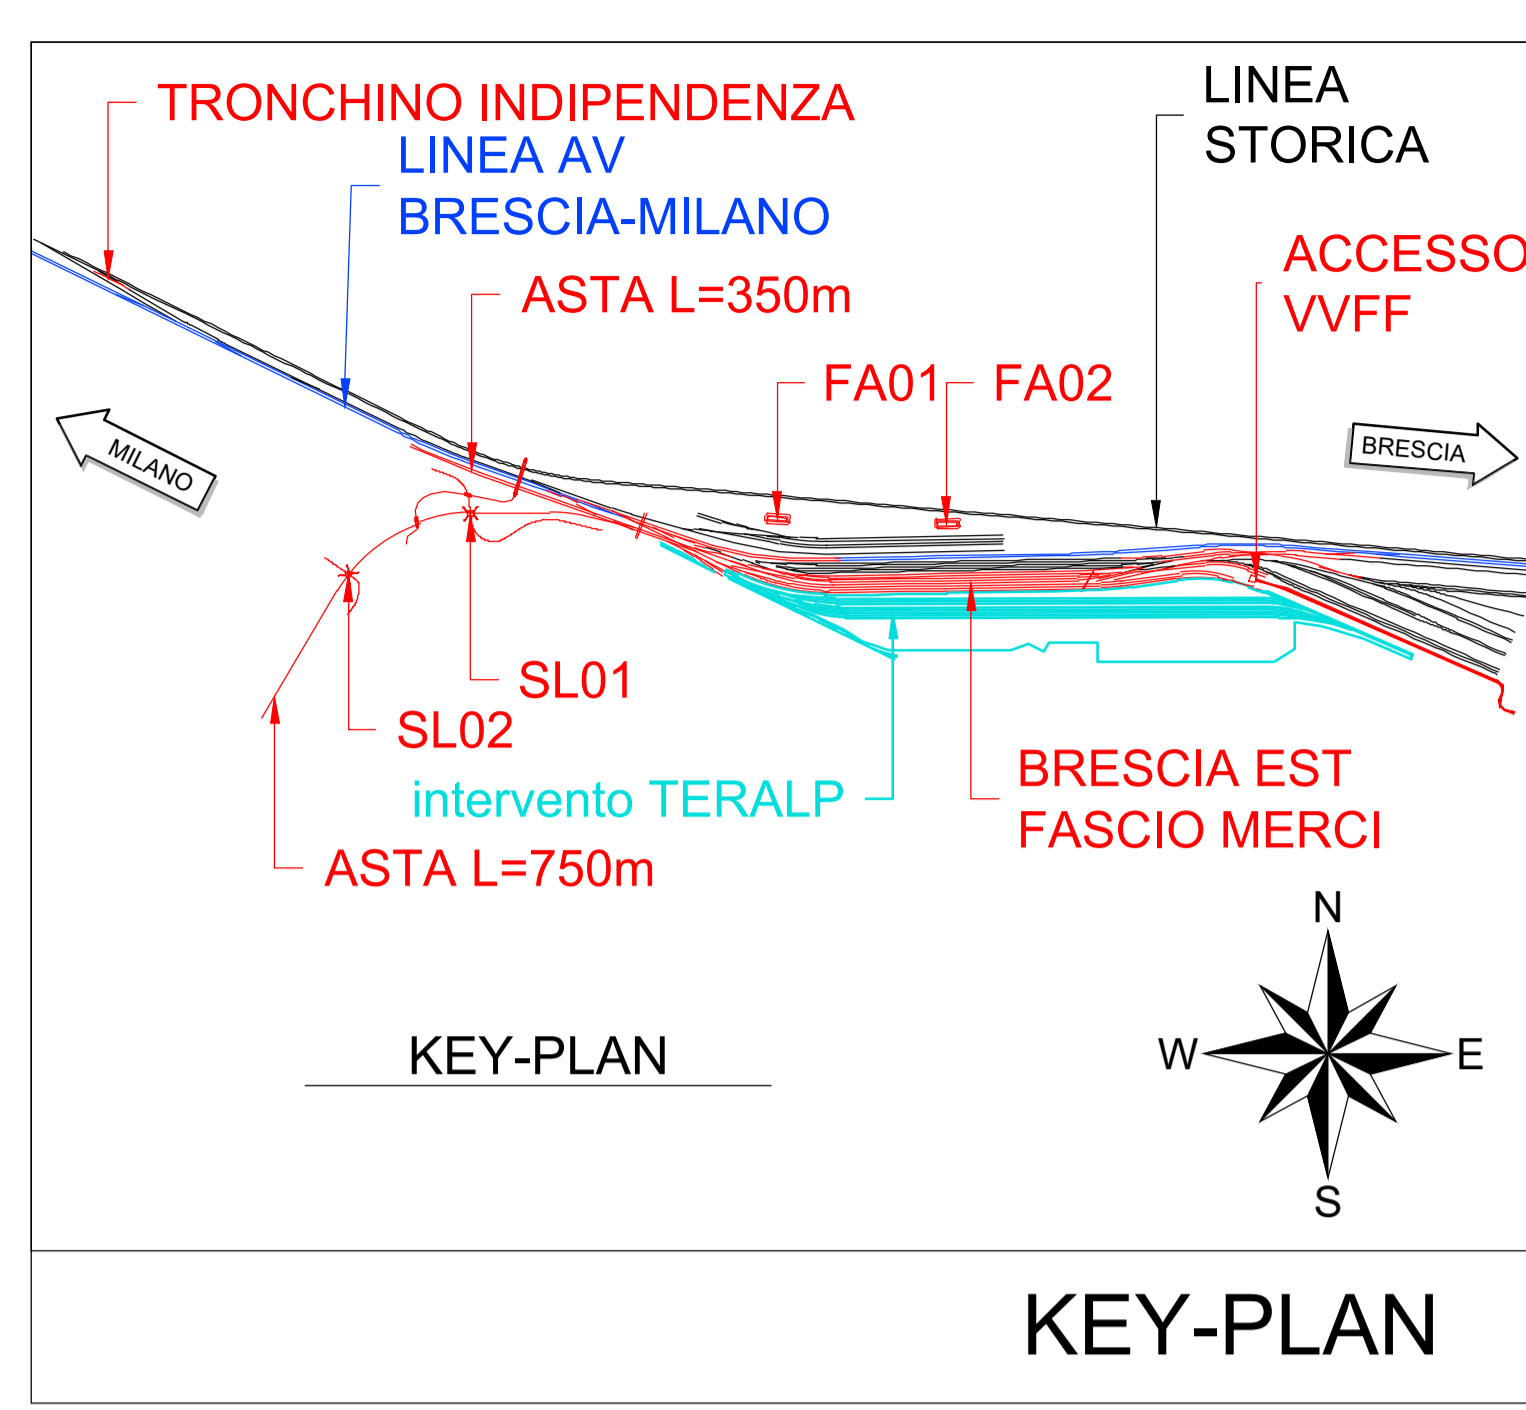 TRONCHINO INDIPENDENZA
LINEA AV
BRESCIA-MILANO
LINEA
STORICA
ASTA L=350m
ACCESSO
VVFF
FA01
FA02
MILANO
BRESCIA
SL01
SL02
intervento TERALP
BRESCIA EST
FASCIO MERCI
ASTA L=750m
N
W
E
S
KEY-PLAN
KEY-PLAN